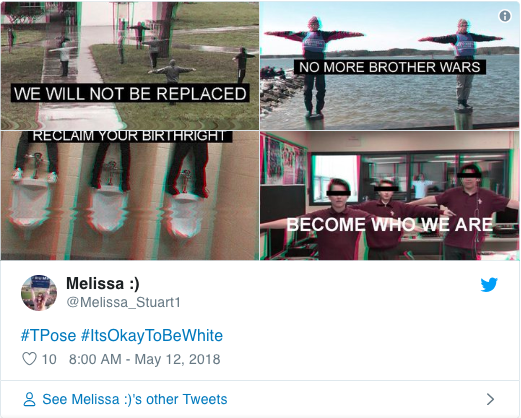 WE WILL NOT BE REPLACED
NO MORE BROTHER WARS
RECLAIM YOUR BIRTHRIGHT
BECOME WHO WE ARE
Melissa :)
@Melissa_Stuart1
#TPose #ItsOkayToBeWhite
10 8:00 AM - May 12, 2018
See Melissa :)'s other Tweets